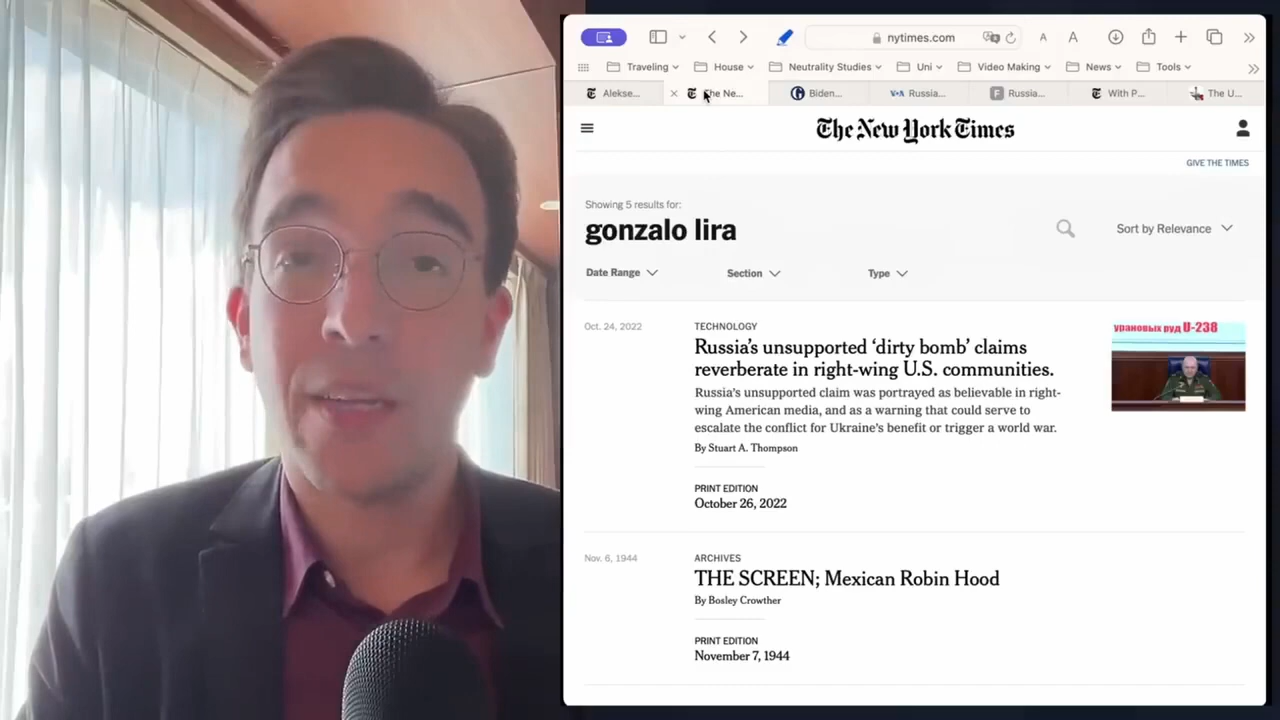 nytimes.com
A
A
Traveling
House
Neutrality Studies
Uni
Video Making
News
Tools
Alekse...
The Ne...
Biden...
VOA Russia...
F Russia...
With P...
The U...
The New York Times
GIVE THE TIMES
Showing 5 results for:
gonzalo lira
Sort by Relevance
Date Range
Section
Type
Oct. 24, 2022
TECHNOLOGY
Russia's unsupported ‘dirty bomb’ claims
reverberate in right-wing U.S. communities.
Russia's unsupported claim was portrayed as believable in right-
wing American media, and as a warning that could serve to
escalate the conflict for Ukraine's benefit or trigger a world war.
By Stuart A. Thompson
PRINT EDITION
October 26, 2022
урановых руд U-238
Nov. 6, 1944
ARCHIVES
THE SCREEN; Mexican Robin Hood
By Bosley Crowther
PRINT EDITION
November 7, 1944